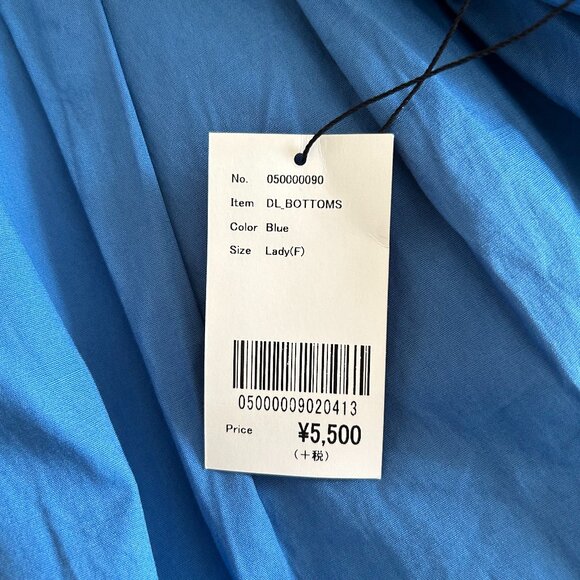 No. 050000090
Item DL_BOTTOMS
Color Blue
Size Lady(F)
05000009020413
Price ¥5,500
(+税)